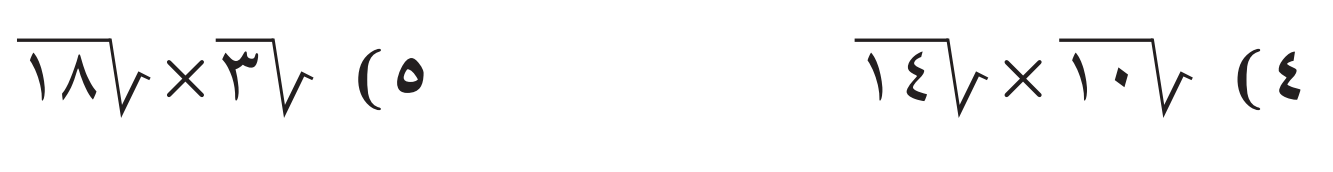 ٤) √١٠ × √١٤ ٥) √٣ × √١٨